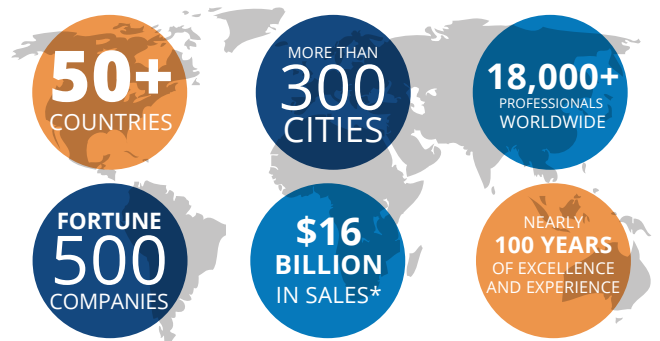 50+
COUNTRIES
MORE THAN
300
CITIES
18,000+
PROFESSIONALS
WORLDWIDE
FORTUNE
500
COMPANIES
$16
BILLION
IN SALES*
NEARLY
100 YEARS
OF EXCELLENCE
AND EXPERIENCE